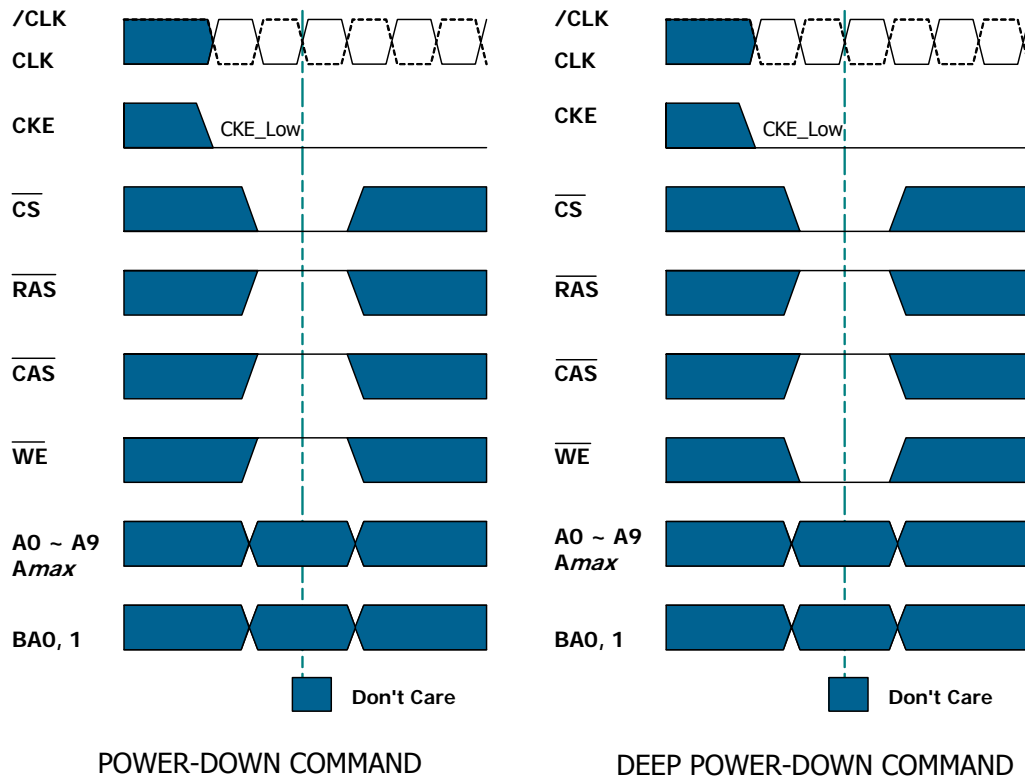 /CLK
CLK
CKE
CKE_Low
CS
RAS
CAS
WE
A0 ~ A9
Amax
BA0, 1
Don't Care
POWER-DOWN COMMAND
/CLK
CLK
CKE
CKE_Low
CS
RAS
CAS
WE
A0 ~ A9
Amax
BA0, 1
Don't Care
DEEP POWER-DOWN COMMAND